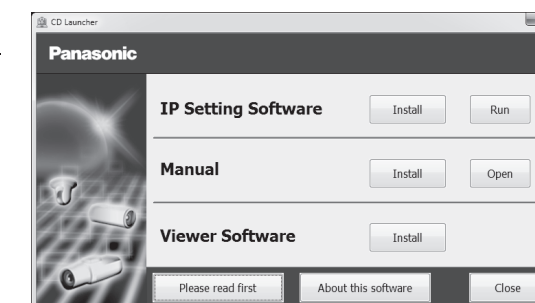 CD Launcher
Panasonic
IP Setting Software Install Run
Manual Install Open
Viewer Software Install
Please read first About this software Close